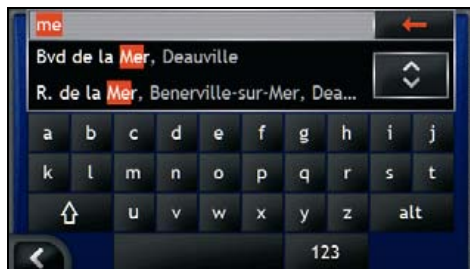 me
Bvd de la Mer, Deauville
R. de la Mer, Benerville-sur-Mer, Dea...
a b c d e f g h i j
k l m n o p q r s t
u v w x y z alt
123